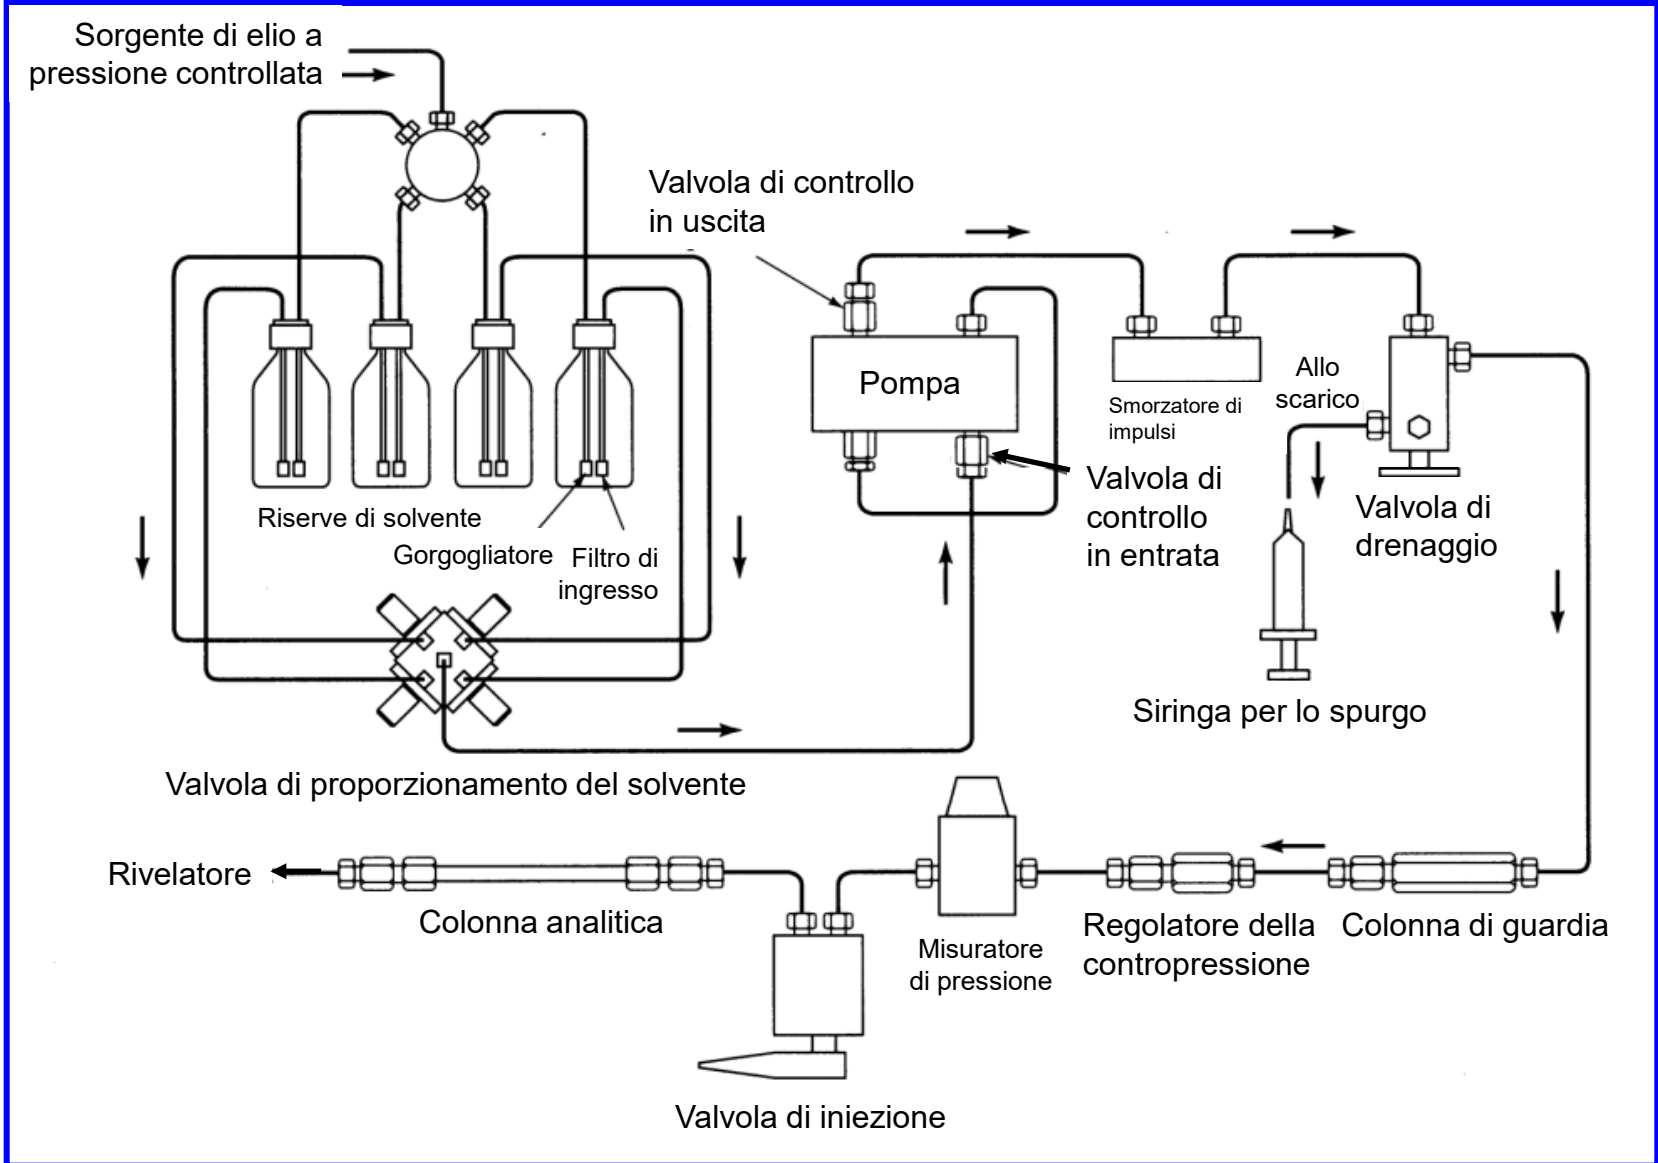 Sorgente di elio a
pressione controllata
Valvola di controllo
in uscita
Pompa
Smorzatore di
impulsi
Allo
scarico
Valvola di
controllo
in entrata
Valvola di
drenaggio
Riserve di solvente
Gorgogliatore
Filtro di
ingresso
Siringa per lo spurgo
Valvola di proporzionamento del solvente
Rivelatore
Colonna analitica
Misuratore
di pressione
Regolatore della
contropressione
Colonna di guardia
Valvola di iniezione